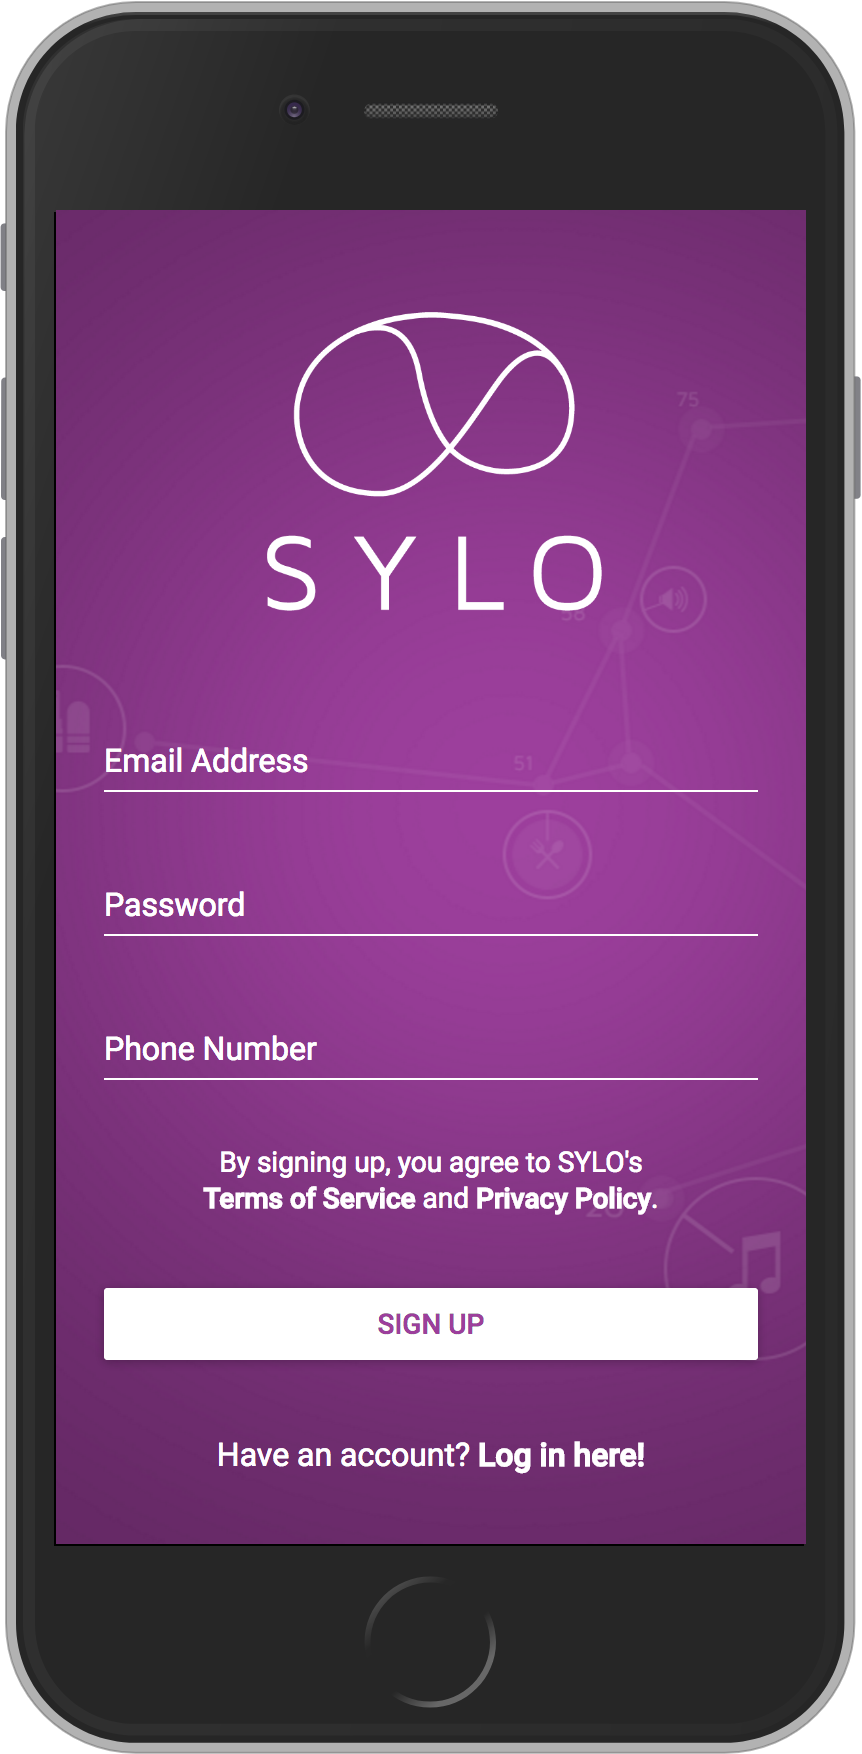 75
SYLO
58
Email Address
51
Password
Phone Number
By signing up, you agree to SYLO's
Terms of Service and Privacy Policy.
SIGN UP
Have an account? Log in here!